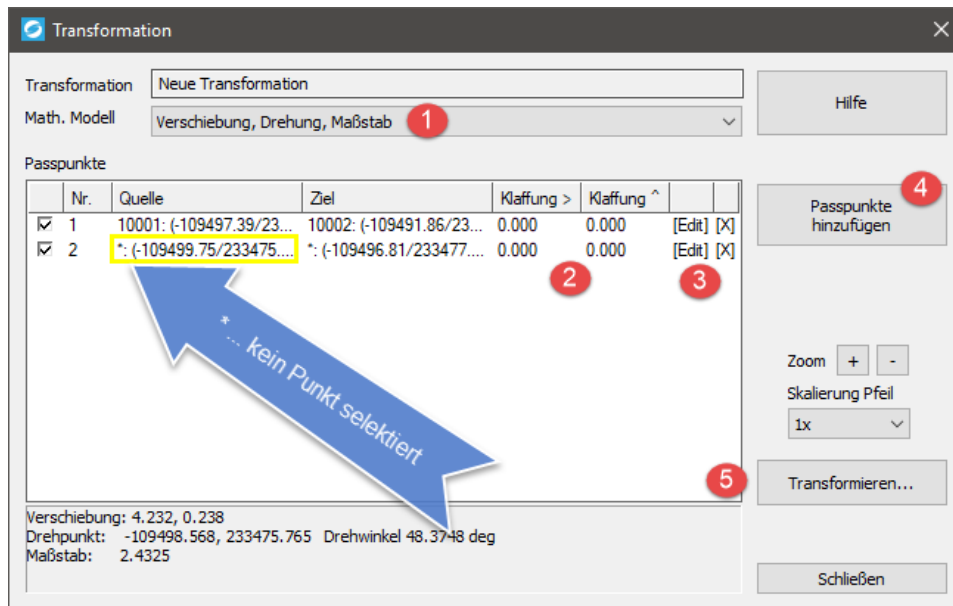 Transformation
Transformation Neue Transformation
Math. Modell Verschiebung, Drehung, Maßstab 1
Hilfe
Passpunkte
Nr. Quelle Ziel Klaffung > Klaffung ^
1 10001: (-109497.39/23... 10002: (-109491.86/23... 0.000 0.000 [Edit] [X]
2 *: (-109499.75/233475.... *: (-109496.81/233477.... 0.000 0.000 [Edit] [X]
2 3
4
Passpunkte
hinzufügen
* ... kein Punkt selektiert
Zoom + -
Skalierung Pfeil
1x
5
Transformieren...
Verschiebung: 4.232, 0.238
Drehpunkt: -109498.568, 233475.765 Drehwinkel 48.3748 deg
Maßstab: 2.4325
Schließen